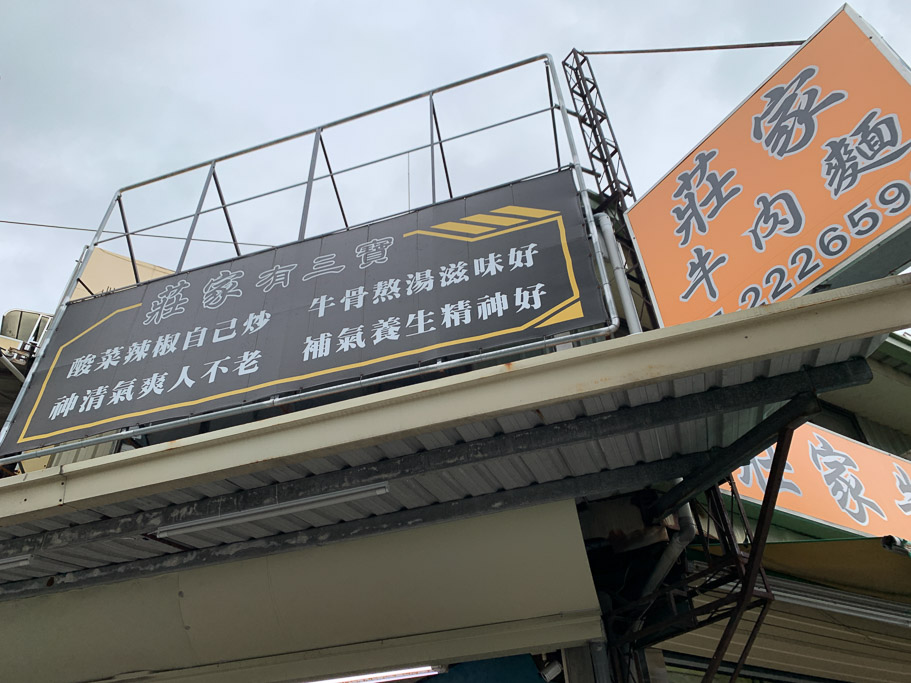 莊家有三寶
酸菜辣椒自己炒
神清氣爽人不老
牛骨熬湯滋味好
補氣養生精神好
莊家
牛肉麵
222659
莊家